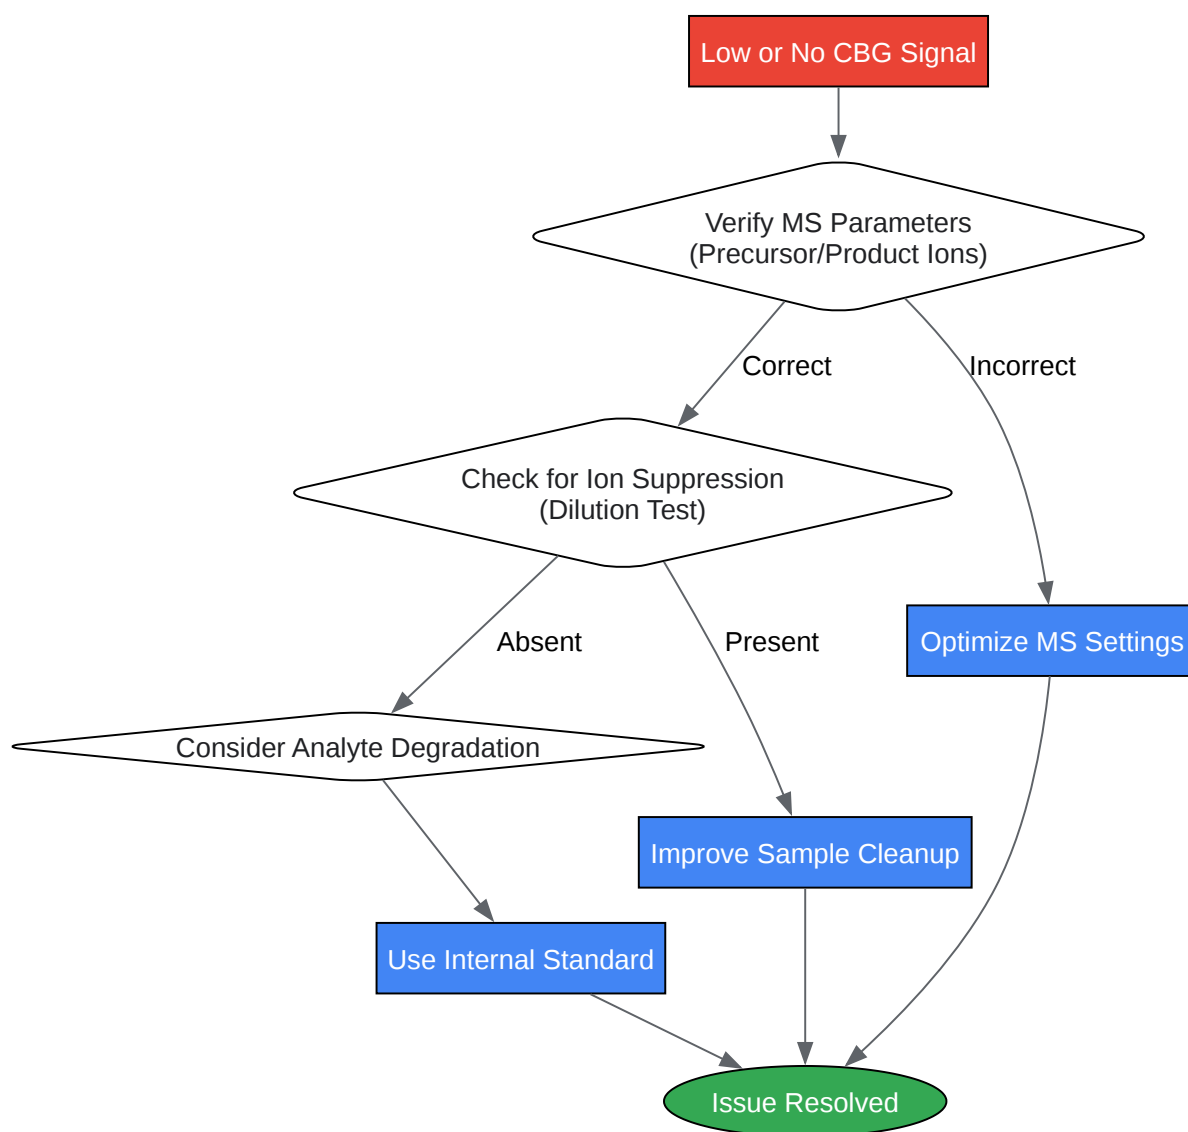 Low or No CBG Signal
Verify MS Parameters
(Precursor/Product Ions)
Correct
Incorrect
Check for Ion Suppression
(Dilution Test)
Absent
Present
Optimize MS Settings
Consider Analyte Degradation
Improve Sample Cleanup
Use Internal Standard
Issue Resolved